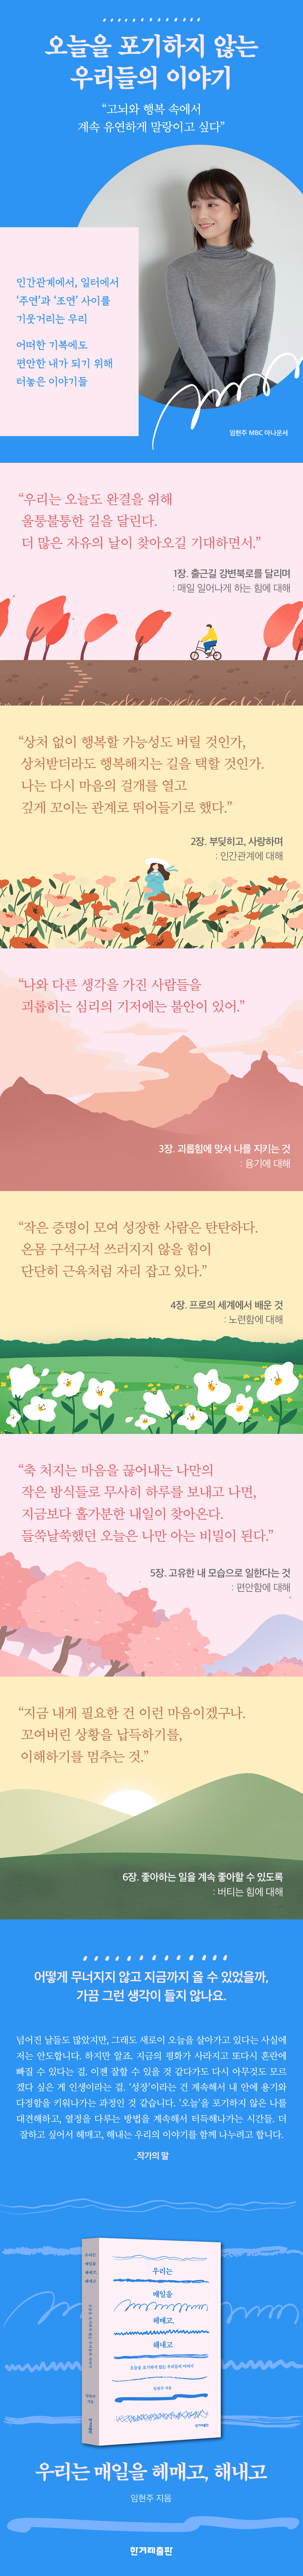 오늘을 포기하지 않는
우리들의 이야기
“고뇌와 행복 속에서
계속 유연하게 말랑이고 싶다”
인간관계에서, 일터에서
‘주연’과 ‘조연’ 사이를
기웃거리는 우리
어떠한 기복에도
편안한 내가 되기 위해
터놓은 이야기들
임현주 MBC 아나운서
“우리는 오늘도 완결을 위해
울퉁불퉁한 길을 달린다.
더 많은 자유의 날이 찾아오길 기대하면서.”
1장. 출근길 강변북로를 달리며
: 매일 일어나게 하는 힘에 대해
“상처 없이 행복할 가능성도 버릴 것인가,
상처받더라도 행복해지는 길을 택할 것인가.
나는 다시 마음의 걸개를 열고
깊게 꼬이는 관계로 뛰어들기로 했다.”
2장. 부딪히고, 사랑하며
: 인간관계에 대해
“나와 다른 생각을 가진 사람들을
괴롭히는 심리의 기저에는 불안이 있어.”
3장. 괴롭힘에 맞서 나를 지키는 것
: 용기에 대해
“작은 증명이 모여 성장한 사람은 탄탄하다.
온몸 구석구석 쓰러지지 않을 힘이
단단히 근육처럼 자리 잡고 있다.”
4장. 프로의 세계에서 배운 것
: 노련함에 대해
“축 처지는 마음을 끊어내는 나만의
작은 방식들로 무사히 하루를 보내고 나면,
지금보다 홀가분한 내일이 찾아온다.
들쑥날쑥했던 오늘은 나만 아는 비밀이 된다.”
5장. 고유한 내 모습으로 일한다는 것
: 편안함에 대해
“지금 내게 필요한 건 이런 마음이겠구나.
꼬여버린 상황을 납득하기를,
이해하기를 멈추는 것.”
6장. 좋아하는 일을 계속 좋아할 수 있도록
: 버티는 힘에 대해
어떻게 무너지지 않고 지금까지 올 수 있었을까,
가끔 그런 생각이 들지 않나요.
넘어진 날들도 많았지만, 그래도 새로이 오늘을 살아가고 있다는 사실에
저는 안도합니다. 하지만 알죠. 지금의 평화가 사라지고 또다시 혼란에
빠질 수 있다는 걸. 이젠 잘할 수 있을 것 같다가도 다시 아무것도 모르
겠다 싶은 게 인생이라는 걸. ‘성장’이라는 건 계속해서 내 안에 용기와
다정함을 키워나가는 과정인 것 같습니다. ‘오늘’을 포기하지 않은 나를
대견해하고, 열정을 다루는 방법을 계속해서 터득해나가는 시간들. 더
잘하고 싶어서 헤매고, 해내는 우리의 이야기를 함께 나누려고 합니다.
_작가의 말
우리는
매일을
헤매고,
해내고
오늘을 포기하지 않는 우리들의 이야기
임현주 지음
한겨레출판
우리는 매일을 헤매고, 해내고
오늘을 포기하지 않는 우리들의 이야기
임현주 지음
한겨레출판
우리는 매일을 헤매고, 해내고
임현주 지음
한겨레출판